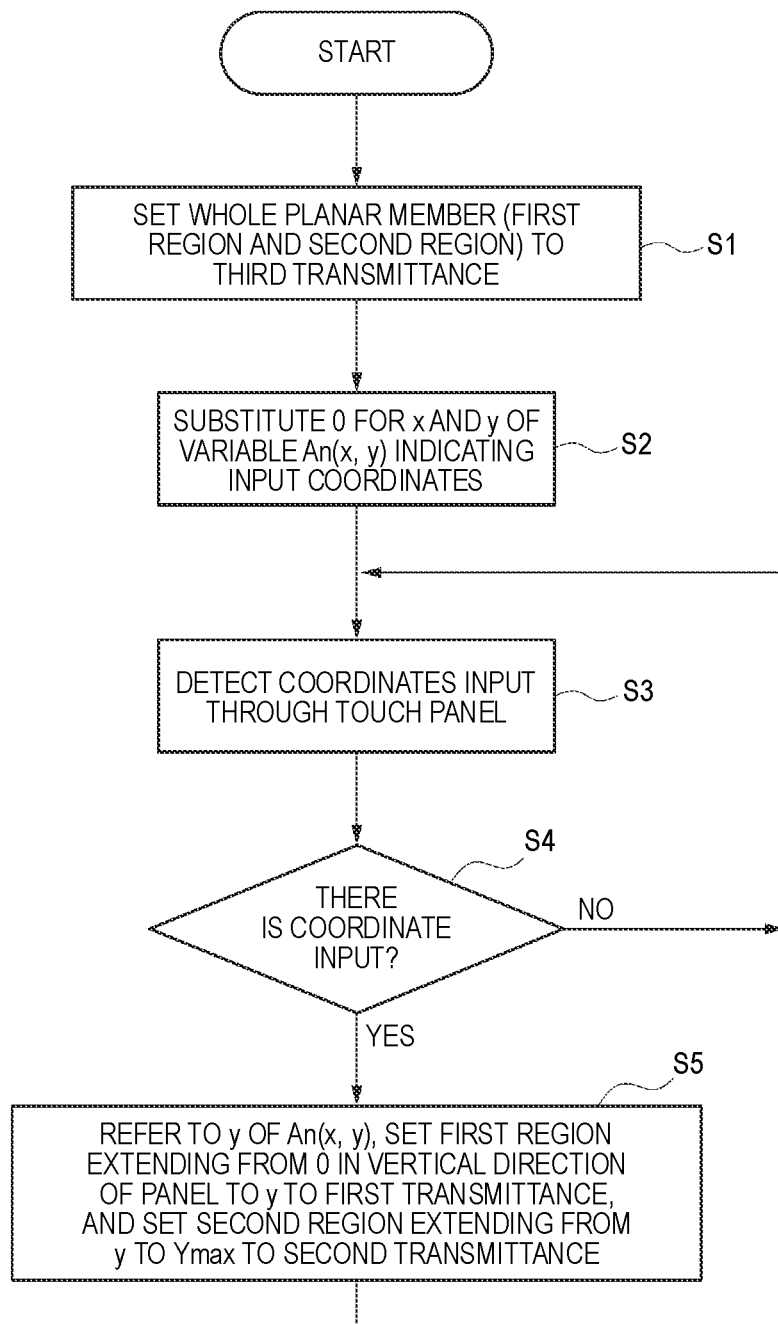 START
SET WHOLE PLANAR MEMBER (FIRST
REGION AND SECOND REGION) TO
THIRD TRANSMITTANCE
S1
SUBSTITUTE 0 FOR x AND y OF
VARIABLE An(x, y) INDICATING
INPUT COORDINATES
S2
DETECT COORDINATES INPUT
THROUGH TOUCH PANEL
S3
S4
THERE
IS COORDINATE
INPUT?
NO
YES
S5
REFER TO y OF An(x, y), SET FIRST REGION
EXTENDING FROM 0 IN VERTICAL DIRECTION
OF PANEL TO y TO FIRST TRANSMITTANCE,
AND SET SECOND REGION EXTENDING FROM
y TO Ymax TO SECOND TRANSMITTANCE